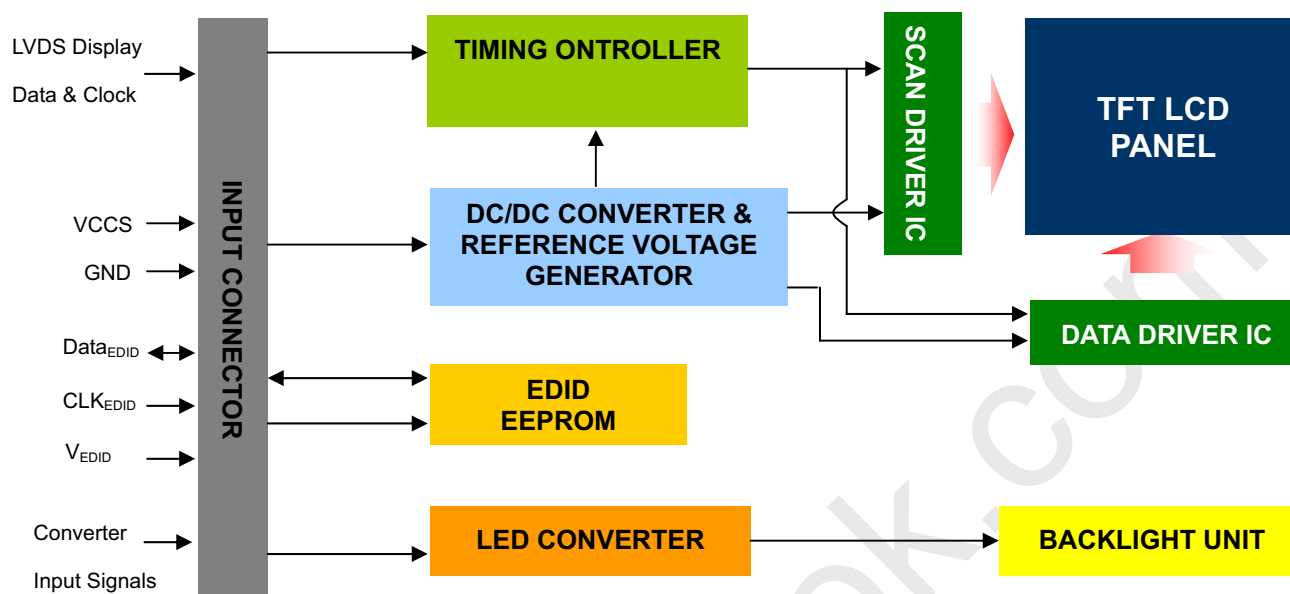 LVDS Display
Data & Clock
VCCS
GND
DataEDID
CLKEDID
VEDID
Converter
Input Signals
INPUT CONNECTOR
TIMING ONTROLLER
DC/DC CONVERTER &
REFERENCE VOLTAGE
GENERATOR
EDID
EEPROM
LED CONVERTER
SCAN DRIVER IC
TFT LCD
PANEL
DATA DRIVER IC
BACKLIGHT UNIT